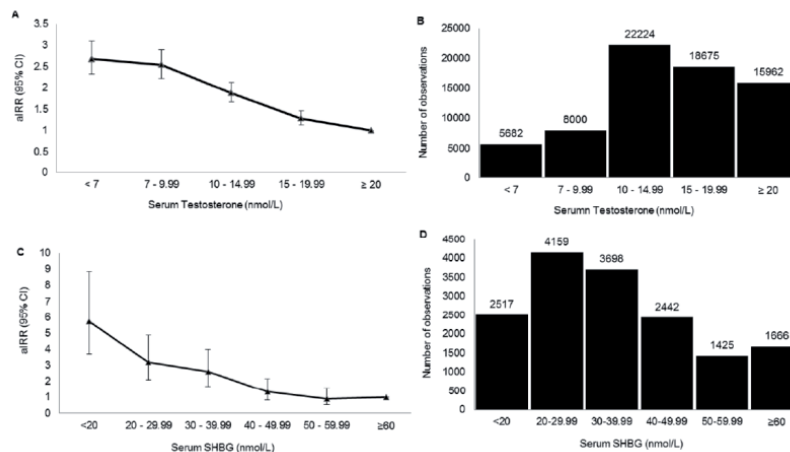 A
3.5
3
2.5
2
1.5
1
0.5
0
aIRR (95% CI)
< 7 7 - 9.99 10 - 14.99 15 - 19.99 ≥ 20
Serum Testosterone (nmol/L)
B
25000
20000
15000
10000
5000
0
Number of observations
5682 8000 22224 18675 15962
< 7 7 - 9.99 10 - 14.99 15 - 19.99 ≥ 20
Serumn Testosterone (nmol/L)
C
10
9
8
7
6
5
4
3
2
1
0
aIRR (95% CI)
<20 20 - 29.99 30 - 39.99 40 - 49.99 50 - 59.99 ≥60
Serum SHBG (nmol/L)
D
4500
4000
3500
3000
2500
2000
1500
1000
500
0
Number of observations
2517 4159 3698 2442 1425 1666
<20 20-29.99 30-39.99 40-49.99 50-59.99 ≥60
Serum SHBG (nmol/L)